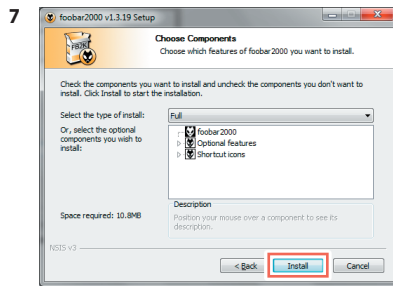 7
foobar2000 v1.3.19 Setup
Choose Components
Choose which features of foobar2000 you want to install.
Check the components you want to install and uncheck the components you don't want to
install. Click Install to start the installation.
Select the type of install:
Full
Or, select the optional
components you wish to
install:
foobar2000
Optional features
Shortcut icons
Space required: 10.8MB
Description
Position your mouse over a component to see its
description.
NSIS v3
< Back
Install
Cancel